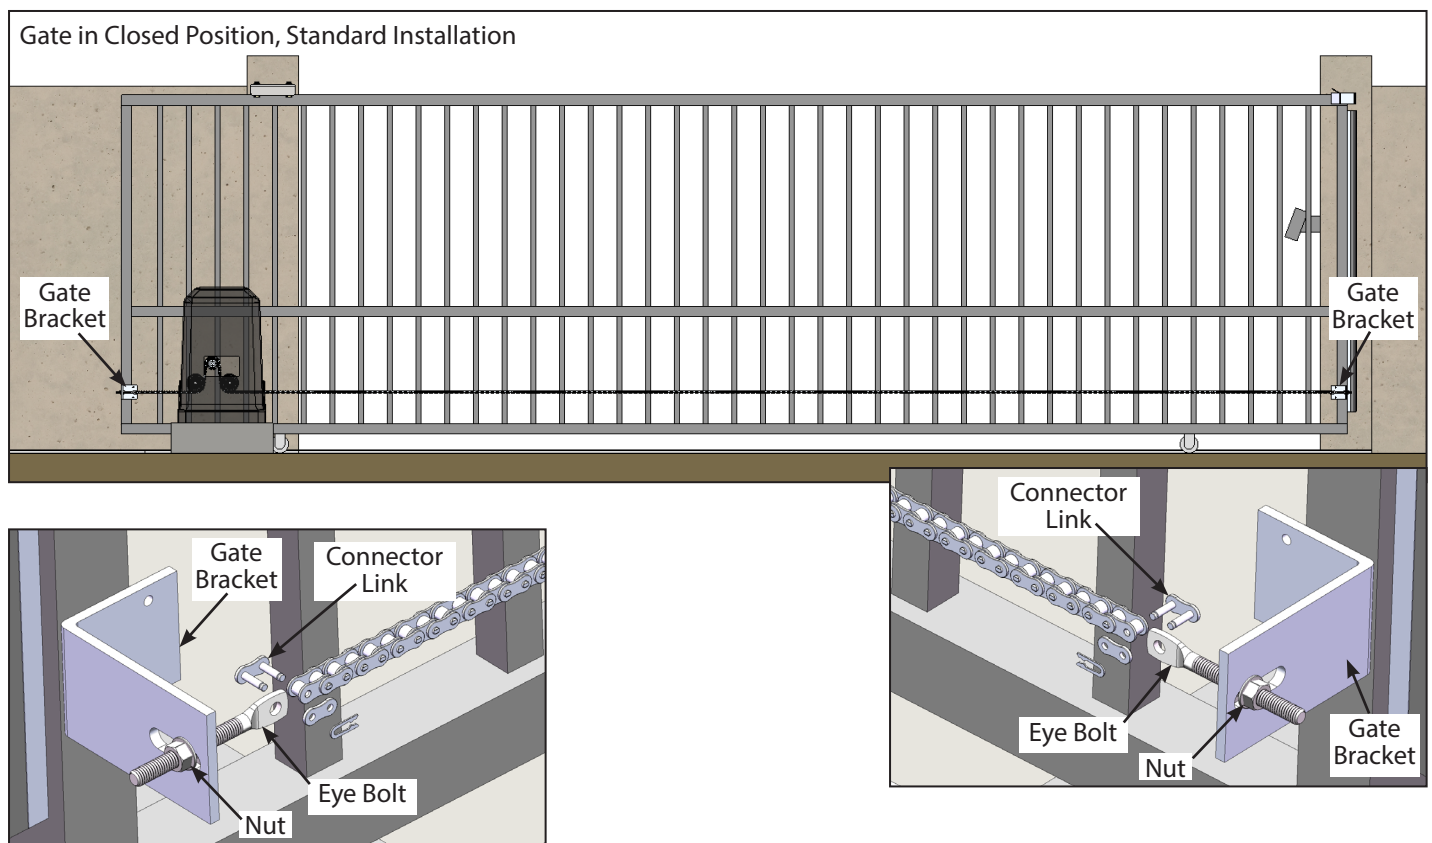 Gate in Closed Position, Standard Installation
Gate
Bracket
Gate
Bracket
Gate
Bracket
Connector
Link
Eye Bolt
Nut
Connector
Link
Eye Bolt
Nut
Gate
Bracket